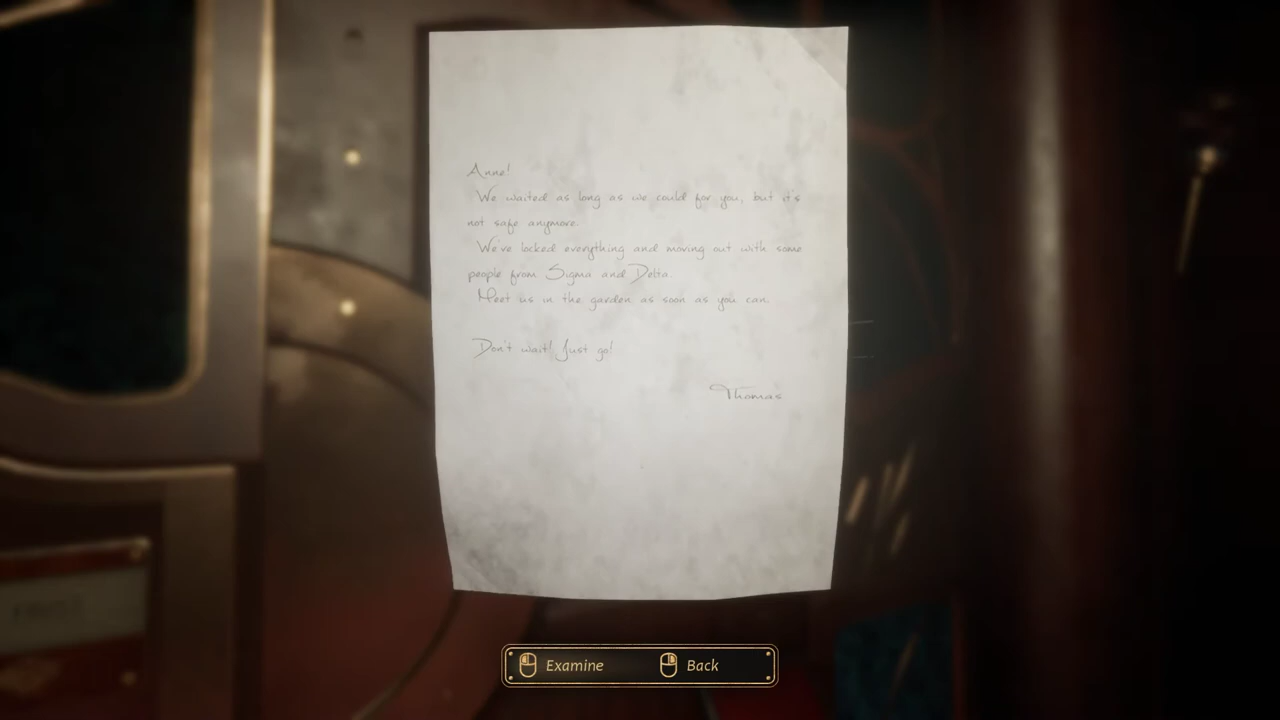 Anne!
We waited as long as we could for you, but it's
not safe anymore.
We've locked everything and moving out with some
people from Sigma and Delta.
Meet us in the garden as soon as you can.
Don't wait! Just go!
Thomas
Examine
Back